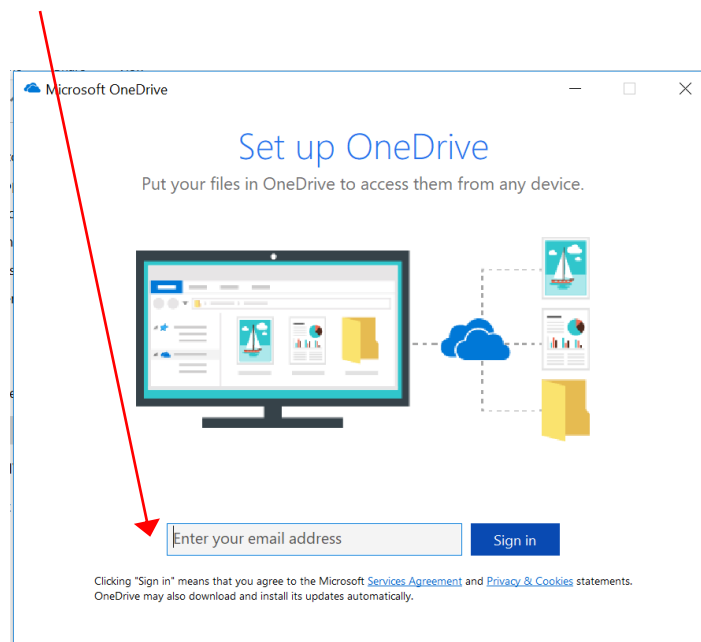 Microsoft OneDrive
Set up OneDrive
Put your files in OneDrive to access them from any device.
Enter your email address
Sign in
Clicking "Sign in" means that you agree to the Microsoft Services Agreement and Privacy & Cookies statements.
OneDrive may also download and install its updates automatically.